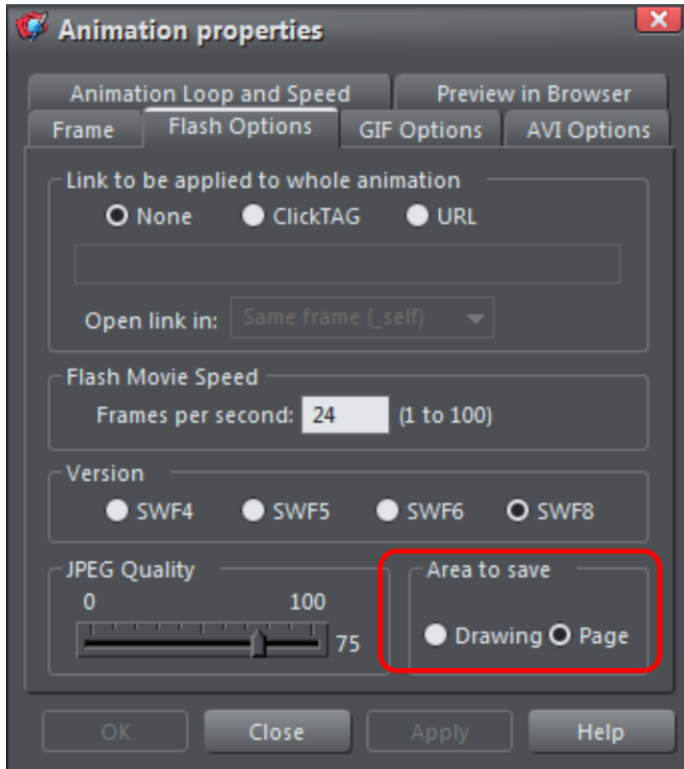 Animation properties
Animation Loop and Speed Preview in Browser
Frame Flash Options GIF Options AVI Options
Link to be applied to whole animation
None ClickTAG URL
Open link in: Same frame (_self)
Flash Movie Speed
Frames per second: 24 (1 to 100)
Version
SWF4 SWF5 SWF6 SWF8
JPEG Quality Area to save
0 100
75 Drawing Page
OK Close Apply Help